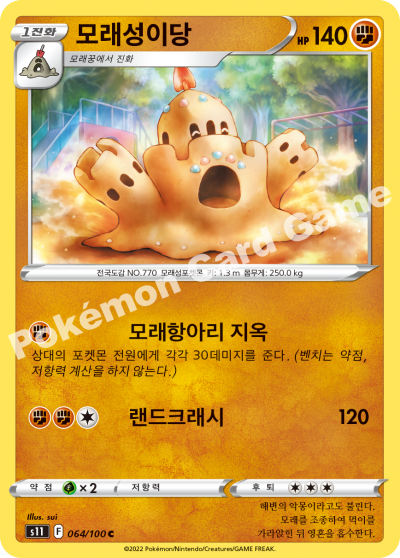 1진화
모래성이당
HP 140
모래꿍에서 진화
전국도감 NO.770 모래성포켓몬 키: 1.3 m 몸무게: 250.0 kg
Pokémon Card Game
모래항아리 지옥
상대의 포켓몬 전원에게 각각 30데미지를 준다. (벤치는 약점,
저항력 계산을 하지 않는다.)
랜드크래시 120
약점 ×2 저항력 후퇴
Illus. sui
s11 F 064/100 C
해변의 악몽이라고도 불린다.
모래를 조종하여 먹이를
가라앉힌 뒤 영혼을 흡수한다.
©2022 Pokémon/Nintendo/Creatures/GAME FREAK.